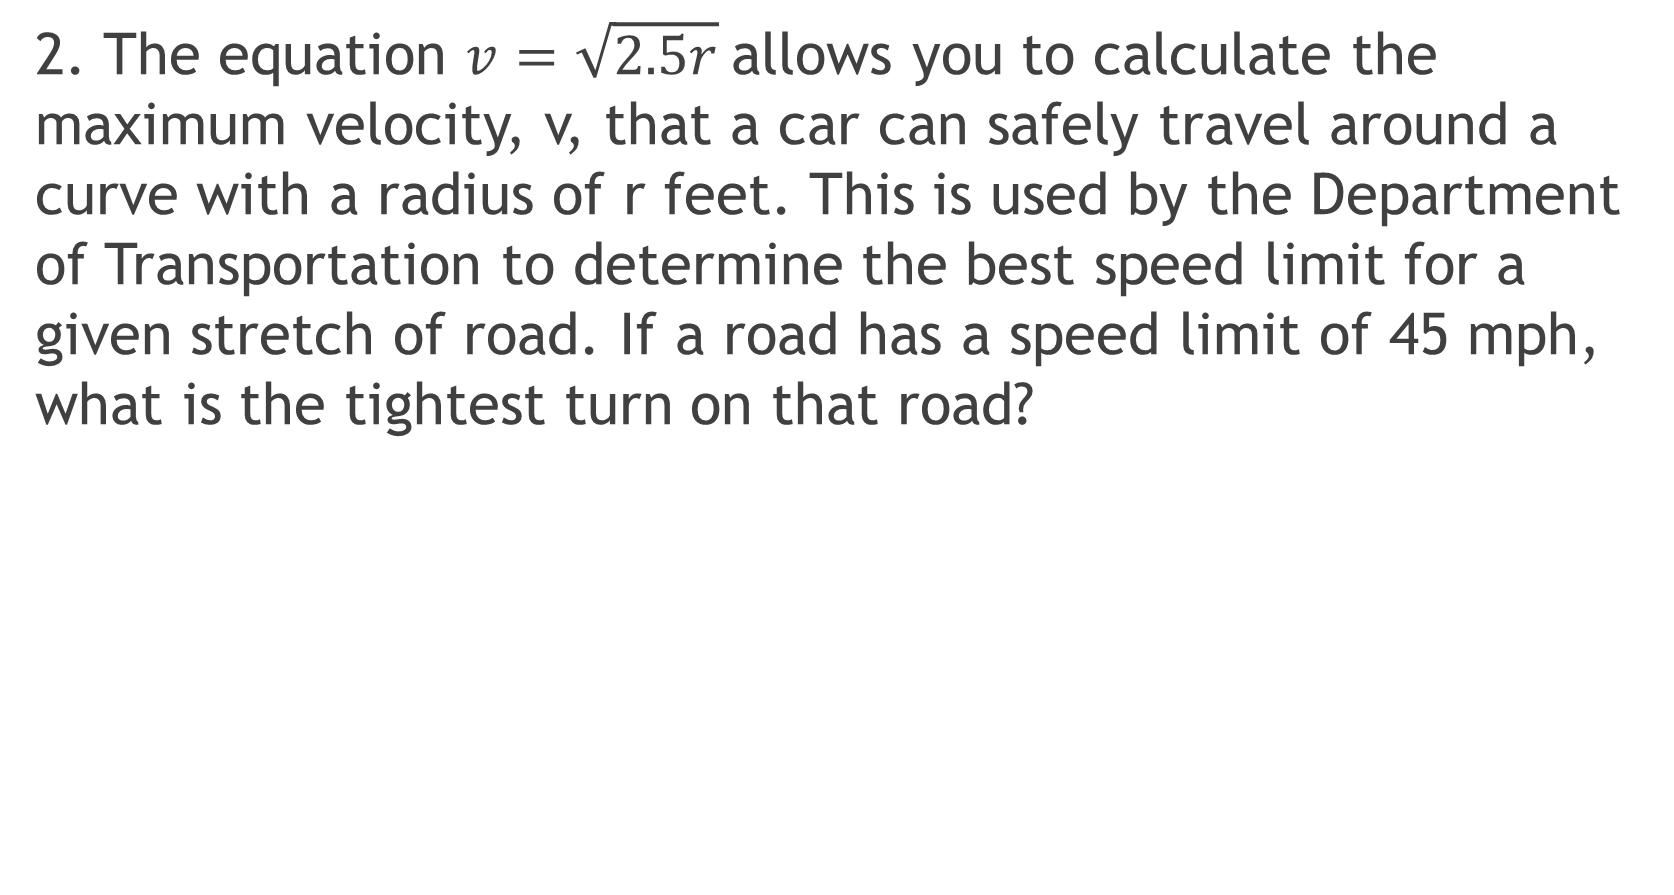 2. The equation v = √2.5r allows you to calculate the
maximum velocity, v, that a car can safely travel around a
curve with a radius of r feet. This is used by the Department
of Transportation to determine the best speed limit for a
given stretch of road. If a road has a speed limit of 45 mph,
what is the tightest turn on that road?